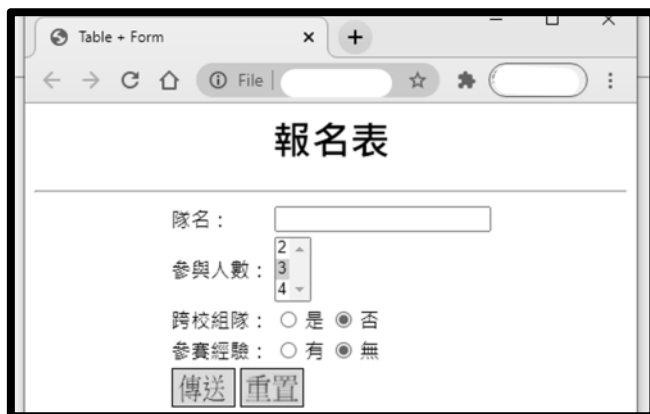 Table + Form
File
報名表
隊名：
參與人數：
2
3
4
跨校組隊： 是 否
參賽經驗： 有 無
傳送 重置